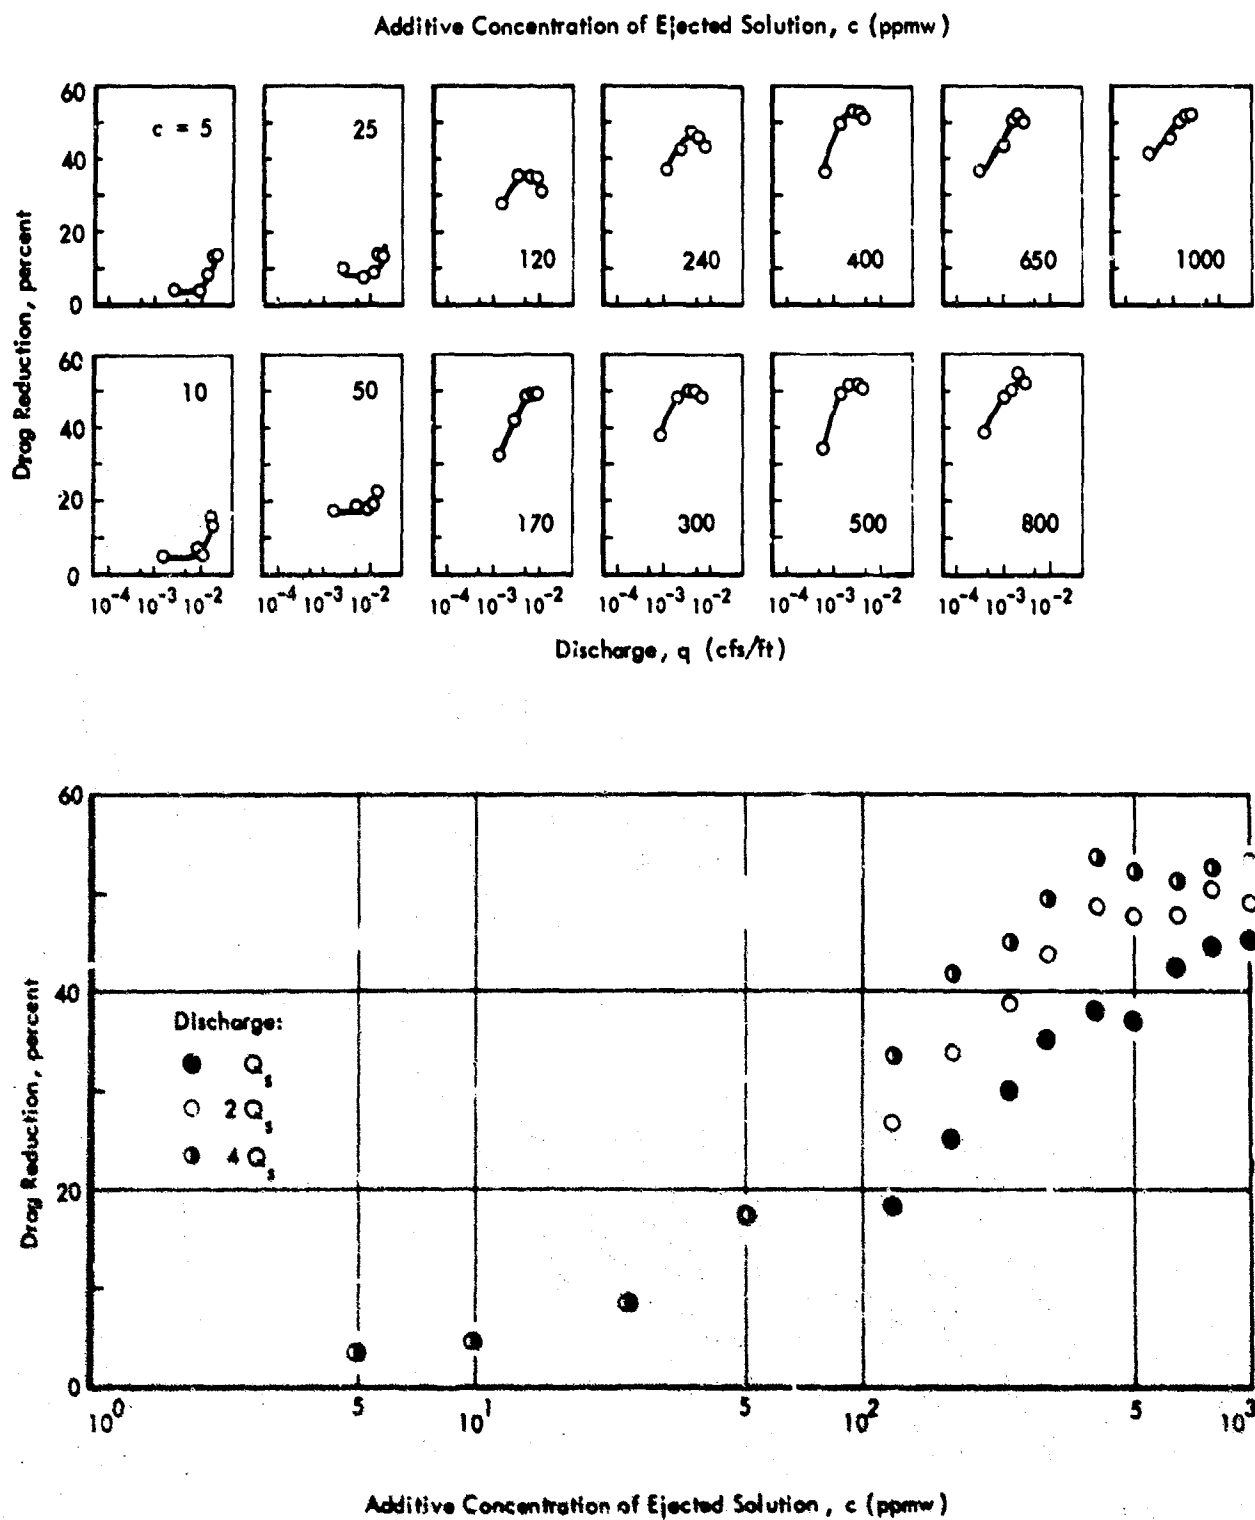 Additive Concentration of Ejected Solution, c (ppmw)
60
40
20
0
c = 5
25
120
240
400
650
1000
Drag Reduction, percent
60
40
20
0
10
50
170
300
500
800
10^-4 10^-3 10^-2
10^-4 10^-3 10^-2
10^-4 10^-3 10^-2
10^-4 10^-3 10^-2
10^-4 10^-3 10^-2
10^-4 10^-3 10^-2
Discharge, q (cfs/ft)
60
40
20
0
Drag Reduction, percent
Discharge:
Q_s
2 Q_s
4 Q_s
10^0 5 10^1 5 10^2 5 10^3
Additive Concentration of Ejected Solution, c (ppmw)